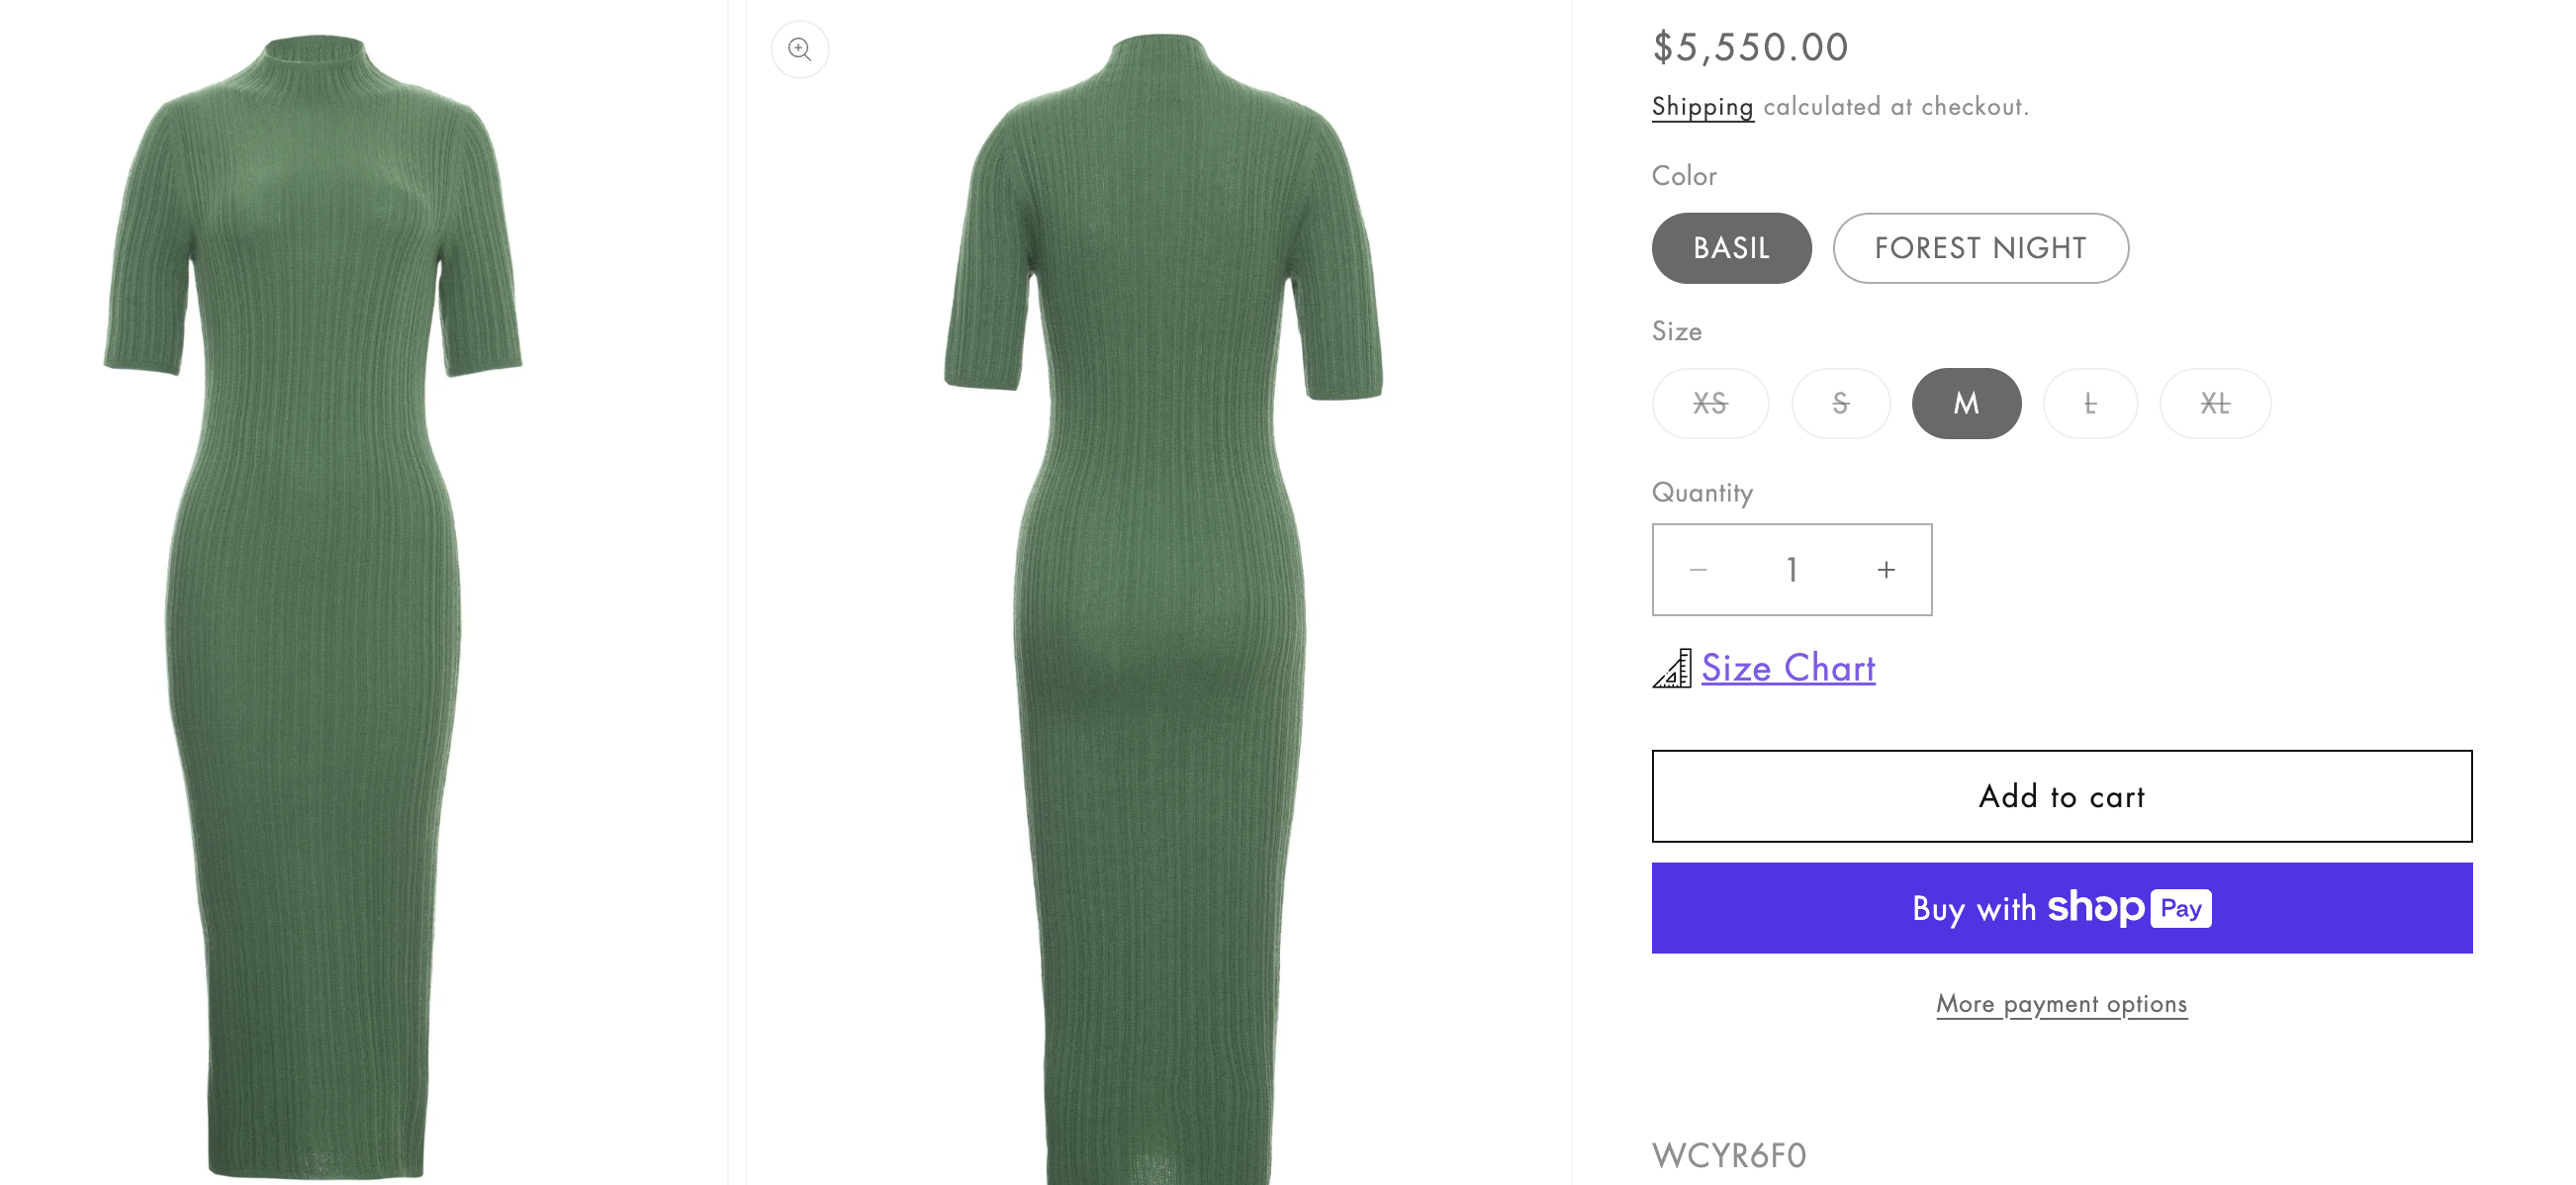 $5,550.00
Shipping calculated at checkout.
Color
BASIL FOREST NIGHT
Size
XS S M L XL
Quantity
− 1 +
Size Chart
Add to cart
Buy with shop Pay
More payment options
WCYR6F0